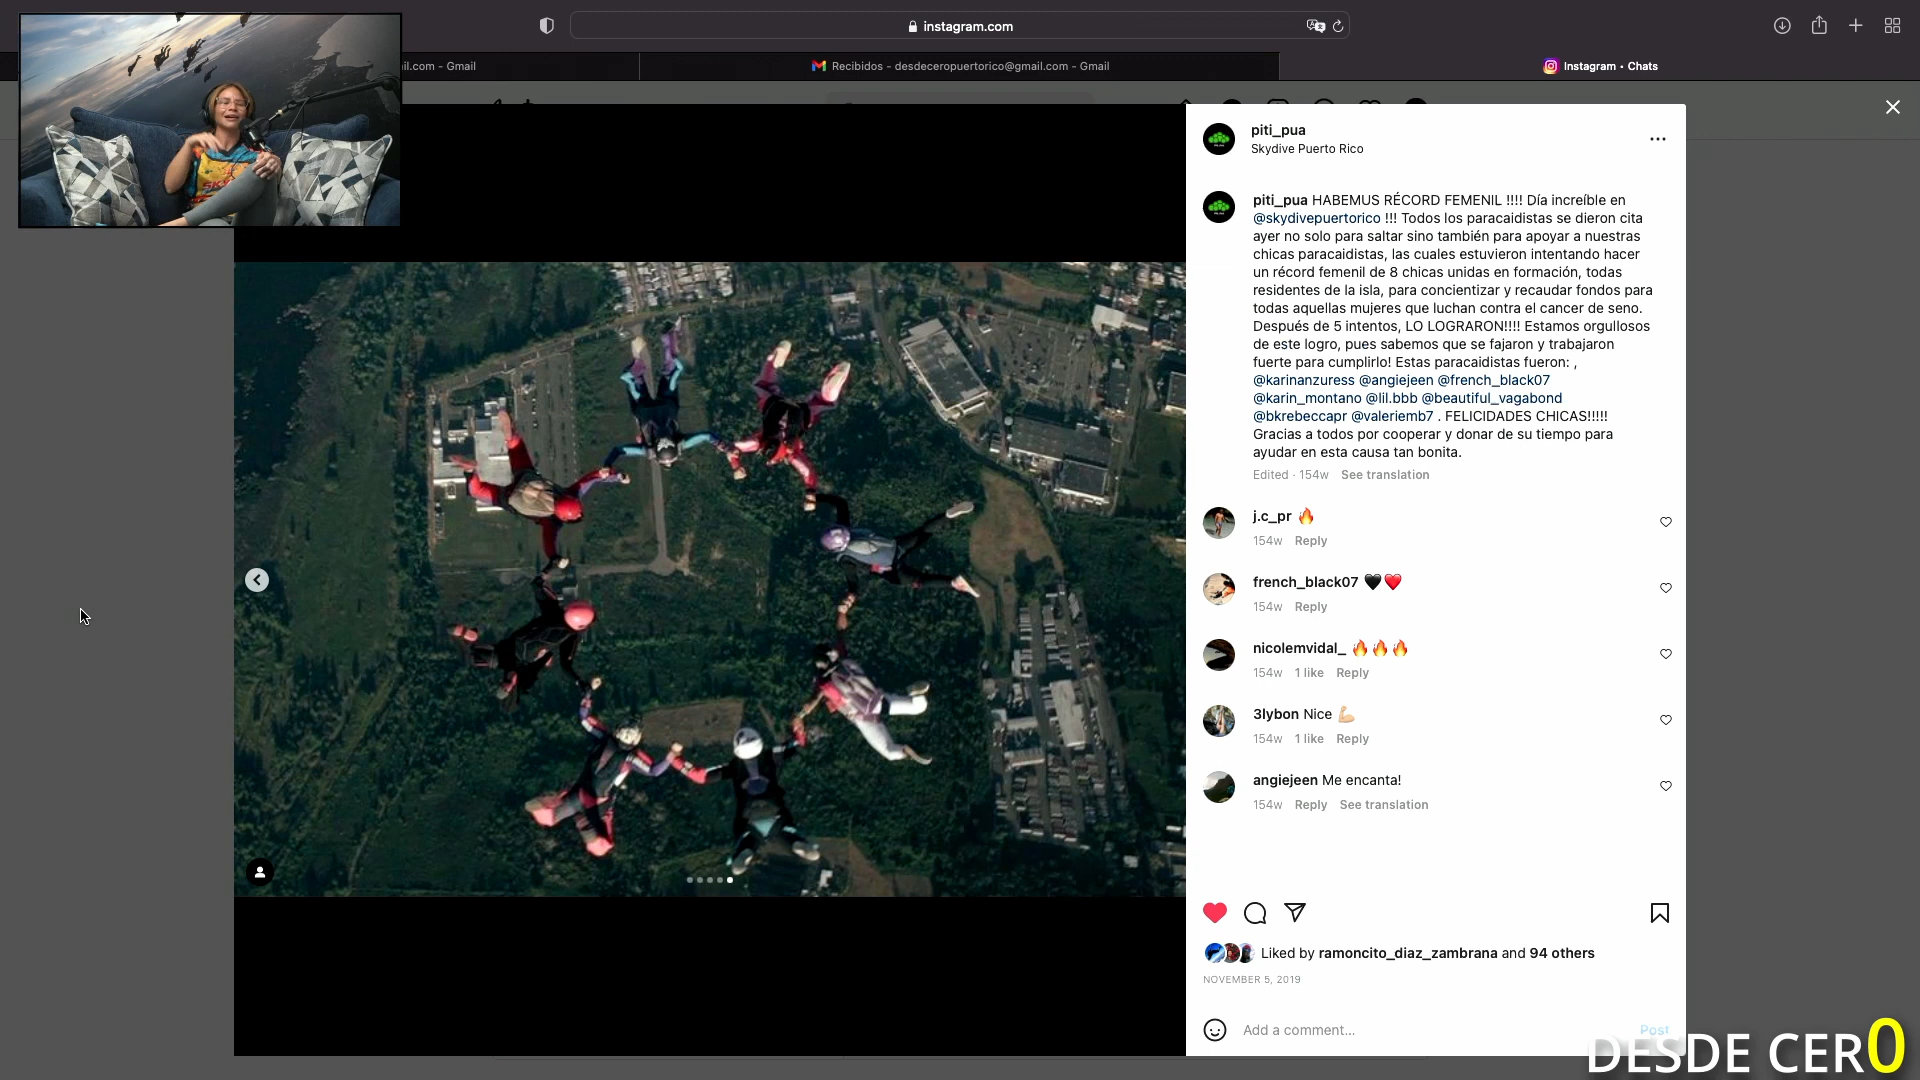 instagram.com
il.com - Gmail
Recibidos - desdeceropuertorico@gmail.com - Gmail
Instagram • Chats
piti_pua
Skydive Puerto Rico
piti_pua HABEMUS RÉCORD FEMENIL !!!! Día increíble en
@skydivepuertorico !!! Todos los paracaidistas se dieron cita
ayer no solo para saltar sino también para apoyar a nuestras
chicas paracaidistas, las cuales estuvieron intentando hacer
un récord femenil de 8 chicas unidas en formación, todas
residentes de la isla, para concientizar y recaudar fondos para
todas aquellas mujeres que luchan contra el cancer de seno.
Después de 5 intentos, LO LOGRARON!!!! Estamos orgullosos
de este logro, pues sabemos que se fajaron y trabajaron
fuerte para cumplirlo! Estas paracaidistas fueron: ,
@karinanzuress @angiejeen @french_black07
@karin_montano @lil.bbb @beautiful_vagabond
@bkrebeccapr @valeriemb7 . FELICIDADES CHICAS!!!!!
Gracias a todos por cooperar y donar de su tiempo para
ayudar en esta causa tan bonita.
Edited · 154w See translation
j.c_pr 🔥
154w Reply
french_black07 🖤❤️
154w Reply
nicolemvidal_ 🔥🔥🔥
154w 1 like Reply
3lybon Nice 💪🏻
154w 1 like Reply
angiejeen Me encanta!
154w Reply See translation
Liked by ramoncito_diaz_zambrana and 94 others
NOVEMBER 5, 2019
Add a comment...
Post
DESDE CER0